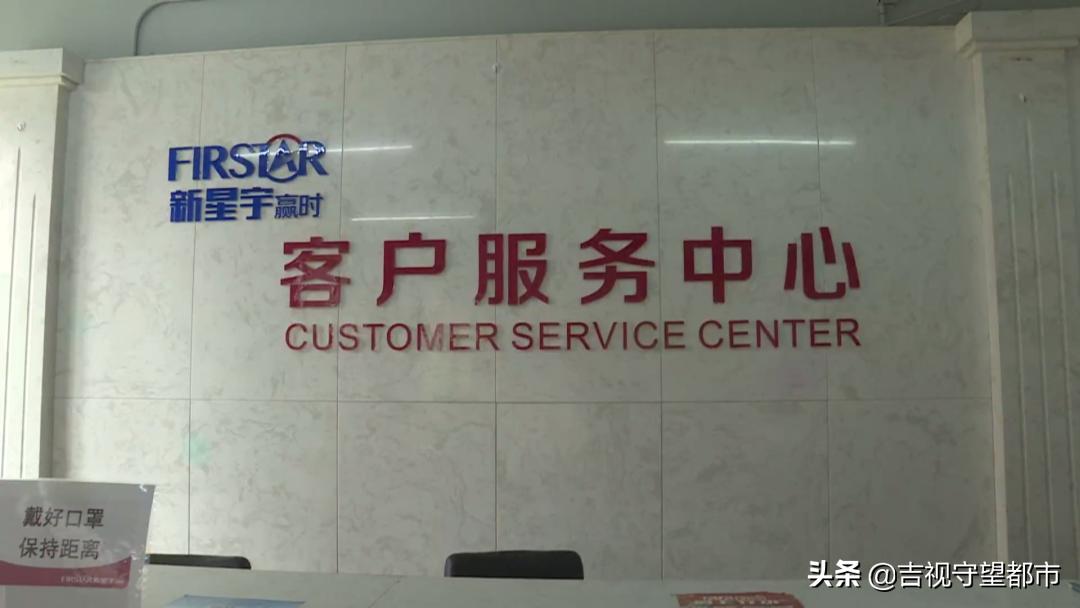 FIRSTAR
新星宇赢时
客户服务中心
CUSTOMER SERVICE CENTER
戴好口罩
保持距离
头条 @吉视守望都市